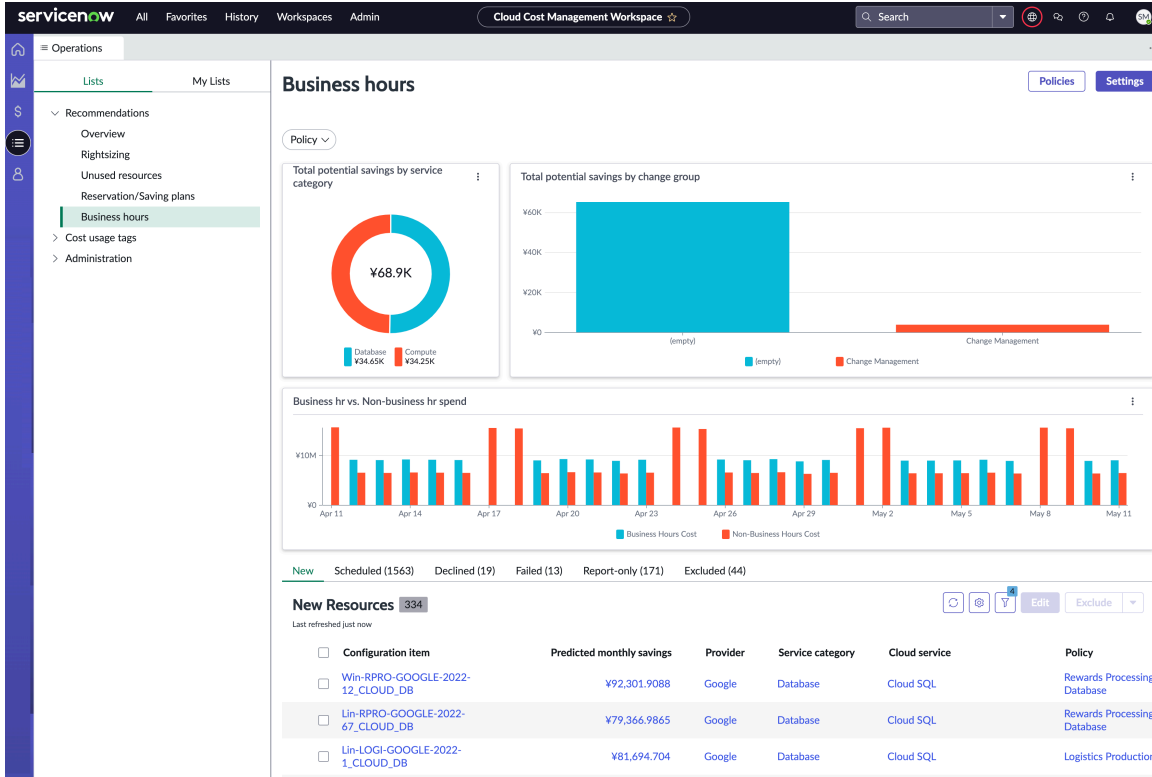 servicenow All Favorites History Workspaces Admin Cloud Cost Management Workspace Search SM
Operations
Lists My Lists
Recommendations
Overview
Rightsizing
Unused resources
Reservation/Saving plans
Business hours
Cost usage tags
Administration
Business hours
Policies Settings
Policy
Total potential savings by service
category
¥68.9K
Database Compute
¥34.65K ¥34.25K
Total potential savings by change group
¥60K
¥40K
¥20K
¥0
(empty) Change Management
(empty) Change Management
Business hr vs. Non-business hr spend
¥10M
¥0
Apr 11 Apr 14 Apr 17 Apr 20 Apr 23 Apr 26 Apr 29 May 2 May 5 May 8 May 11
Business Hours Cost Non-Business Hours Cost
New Scheduled (1563) Declined (19) Failed (13) Report-only (171) Excluded (44)
New Resources 334
4
Edit Exclude
Last refreshed just now
Configuration item Predicted monthly savings Provider Service category Cloud service Policy
Win-RPRO-GOOGLE-2022-
12_CLOUD_DB ¥92,301.9088 Google Database Cloud SQL Rewards Processing
Database
Lin-RPRO-GOOGLE-2022-
67_CLOUD_DB ¥79,366.9865 Google Database Cloud SQL Rewards Processing
Database
Lin-LOGI-GOOGLE-2022-
1_CLOUD_DB ¥81,694.704 Google Database Cloud SQL Logistics Production